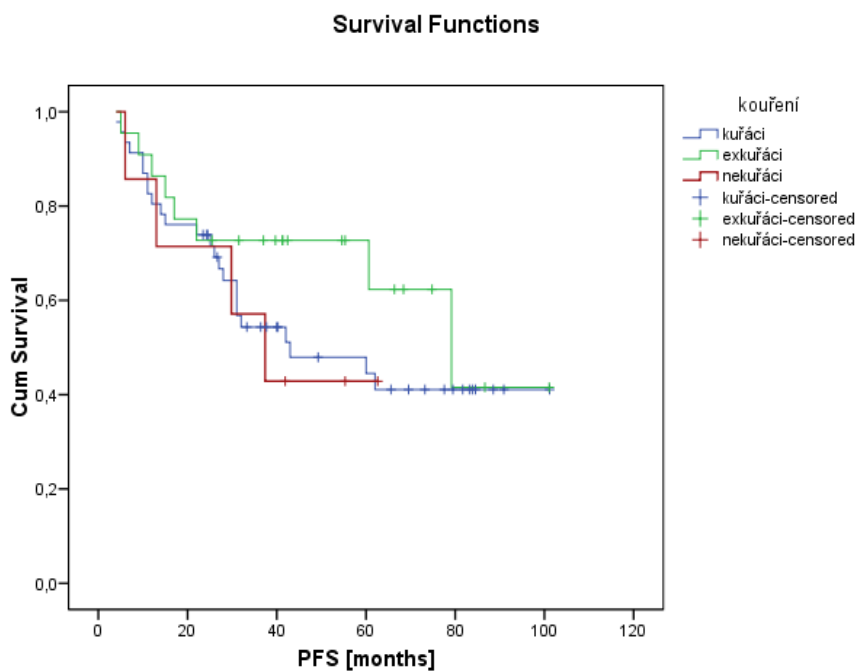 Survival Functions
kouření
kuřáci
exkuřáci
nekuřáci
kuřáci-censored
exkuřáci-censored
nekuřáci-censored
Cum Survival
1,0
0,8
0,6
0,4
0,2
0,0
0 20 40 60 80 100 120
PFS [months]